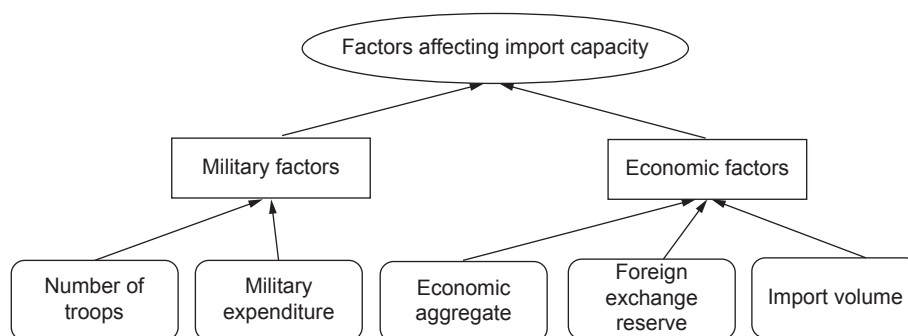 Factors affecting import capacity
Military factors
Economic factors
Number of
troops
Military
expenditure
Economic
aggregate
Foreign
exchange
reserve
Import volume